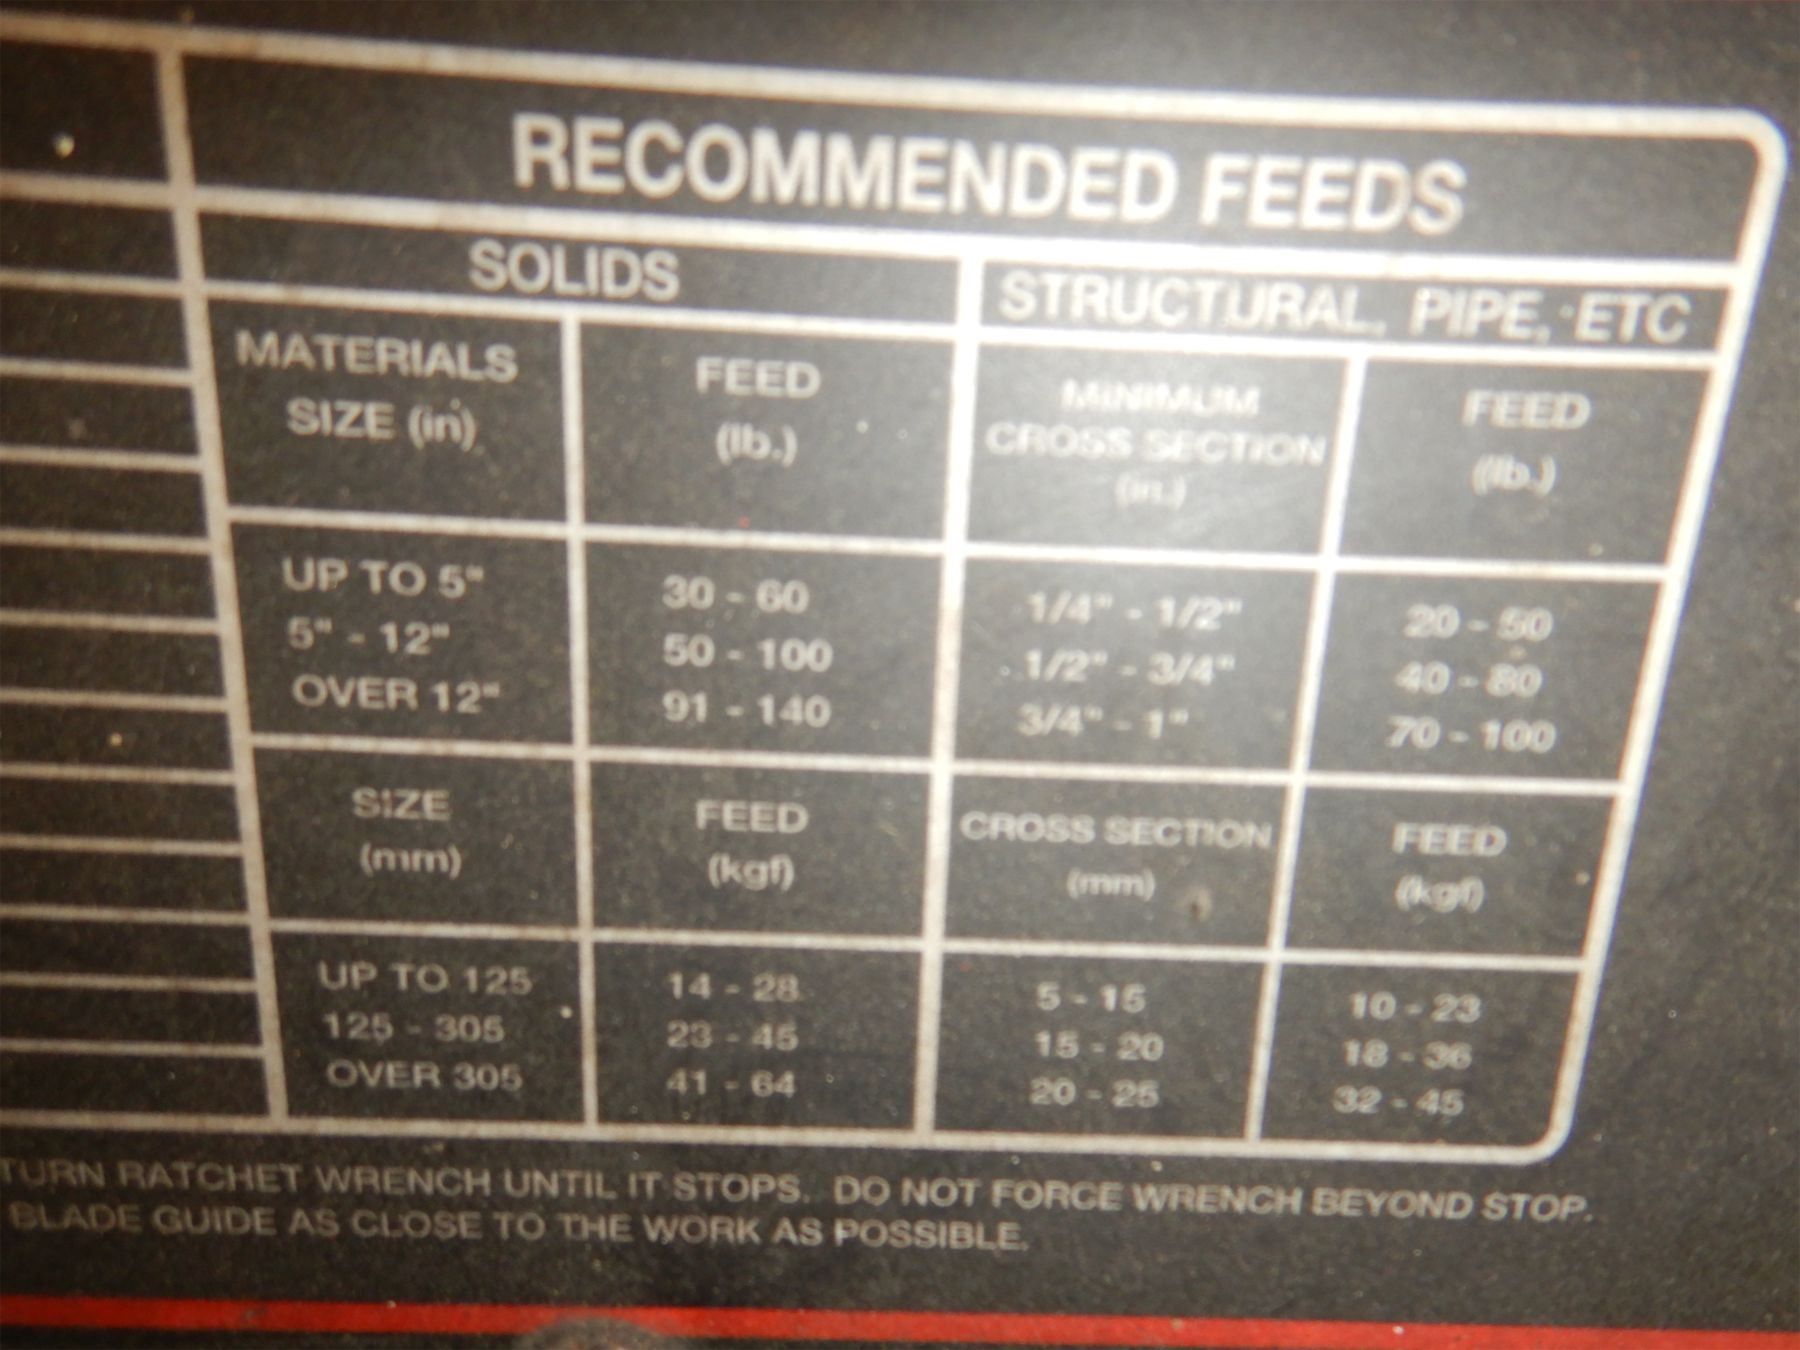 RECOMMENDED FEEDS
SOLIDS
STRUCTURAL, PIPE, ETC
MATERIALS
SIZE (in)
FEED
(lb.)
MINIMUM
CROSS SECTION
(in.)
FEED
(lb.)
UP TO 5" 30 - 60 1/4" - 1/2" 20 - 50
5" - 12" 50 - 100 1/2" - 3/4" 40 - 80
OVER 12" 91 - 140 3/4" - 1" 70 - 100
SIZE
(mm)
FEED
(kgf)
CROSS SECTION
(mm)
FEED
(kgf)
UP TO 125 14 - 28 5 - 15 10 - 23
125 - 305 23 - 45 15 - 20 18 - 36
OVER 305 41 - 64 20 - 25 32 - 45
TURN RATCHET WRENCH UNTIL IT STOPS. DO NOT FORCE WRENCH BEYOND STOP.
BLADE GUIDE AS CLOSE TO THE WORK AS POSSIBLE.